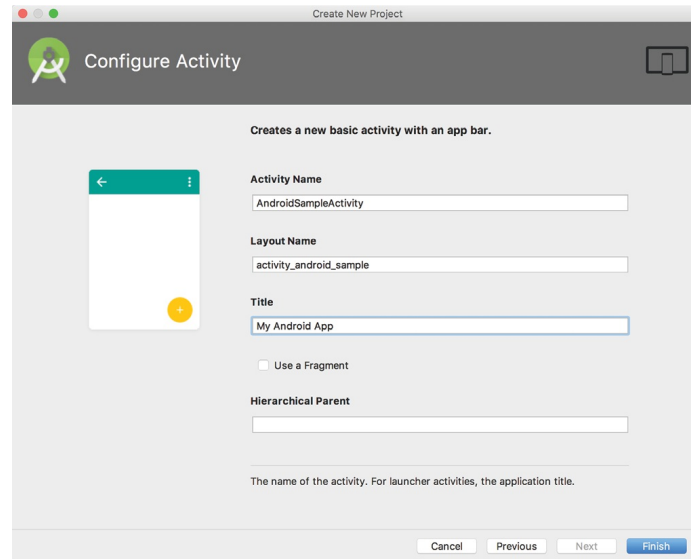 Create New Project
Configure Activity
Creates a new basic activity with an app bar.
Activity Name
AndroidSampleActivity
Layout Name
activity_android_sample
Title
My Android App
Use a Fragment
Hierarchical Parent
The name of the activity. For launcher activities, the application title.
Cancel Previous Next Finish